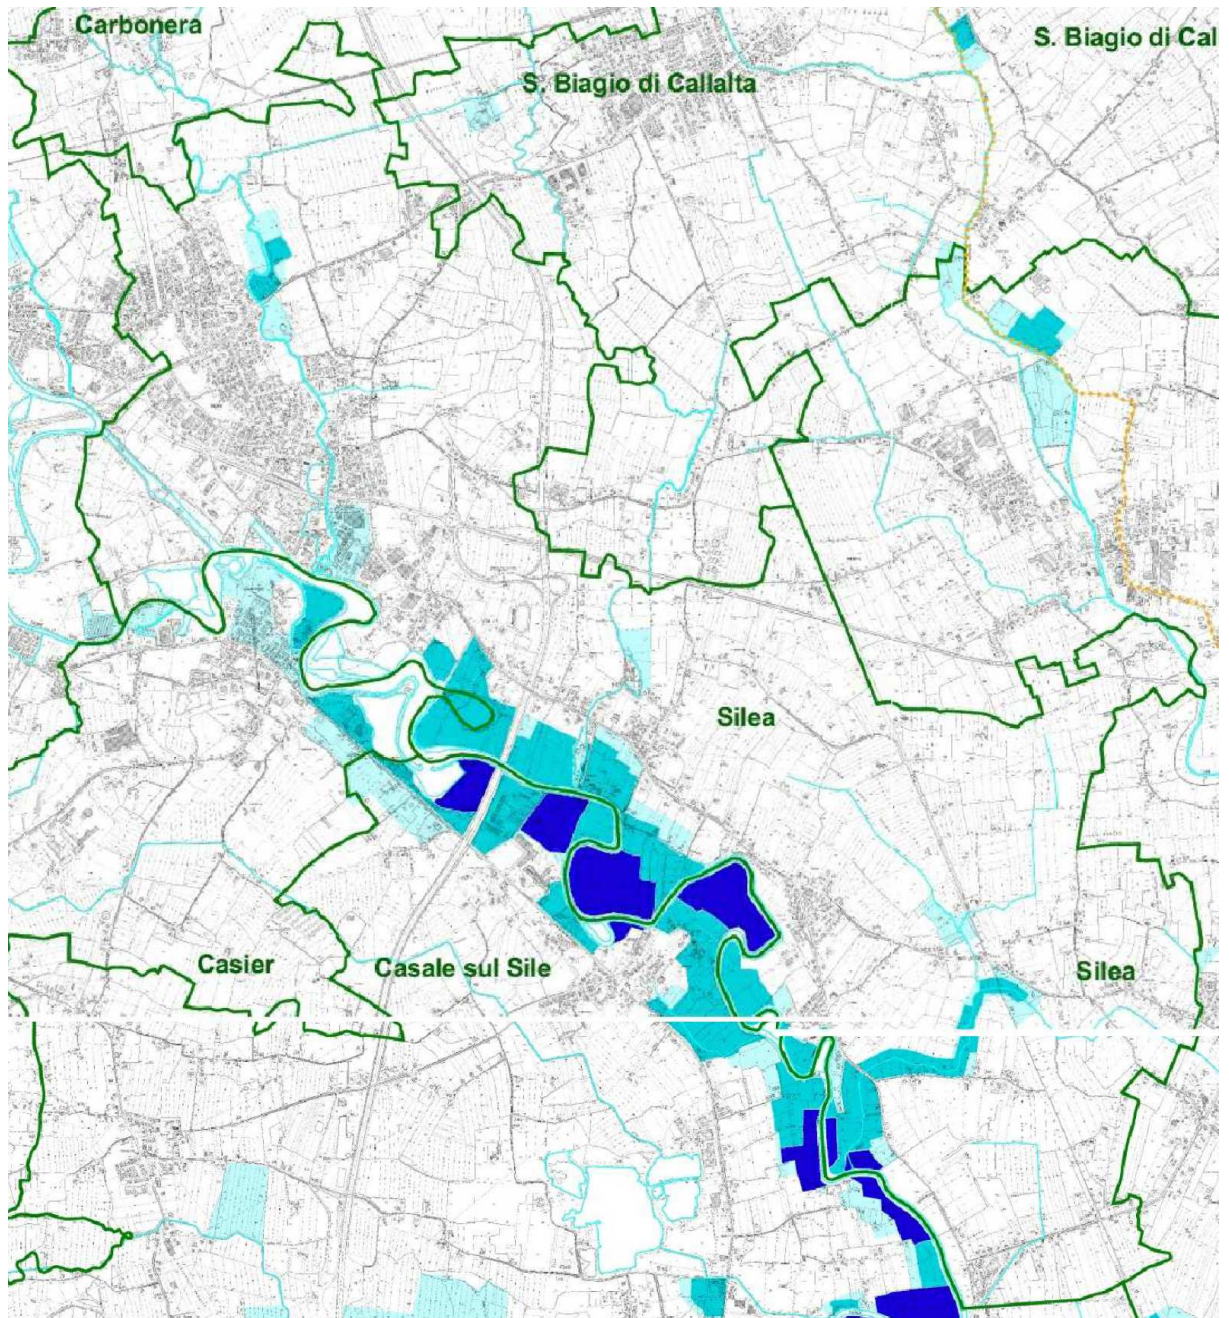 Carbonera
S. Biagio di Cal
S. Biagio di Callalta
Silea
Casier
Casale sul Sile
Silea